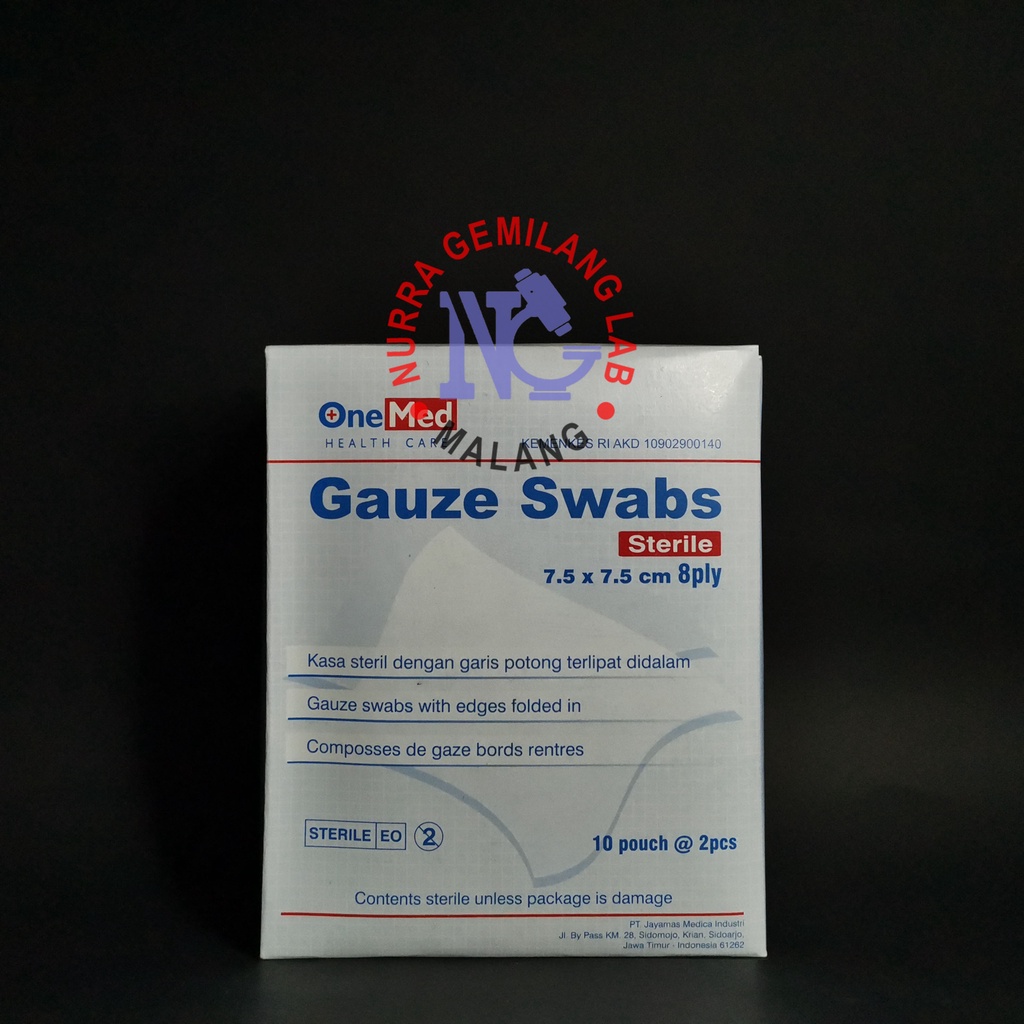 NURRA GEMILANG LAB
NG
MALANG
OneMed
HEALTH CARE
KEMENKES RI AKD 10902900140
Gauze Swabs
Sterile
7.5 x 7.5 cm 8ply
Kasa steril dengan garis potong terlipat didalam
Gauze swabs with edges folded in
Composses de gaze bords rentres
STERILE EO 2
10 pouch @ 2pcs
Contents sterile unless package is damage
PT. Jayamas Medica Industri
Jl. By Pass KM. 28, Sidomojo, Krian, Sidoarjo,
Jawa Timur - Indonesia 61262